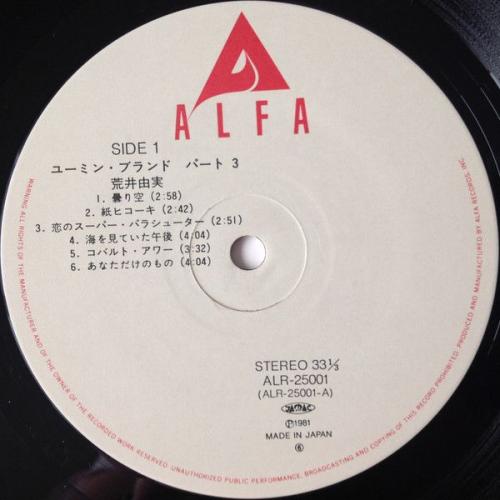 ALFA
SIDE 1
ユーミン・ブランド パート 3
荒井由実
1. 曇り空 (2:58)
2. 紙ヒコーキ (2:42)
3. 恋のスーパー・パラシューター (2:51)
4. 海を見ていた午後 (4:04)
5. コバルト・アワー (3:32)
6. あなただけのもの (4:04)
STEREO 33⅓
ALR-25001
(ALR-25001-A)
JASRAC
Ⓟ1981
MADE IN JAPAN
⑥
WARNING: ALL RIGHTS OF THE MANUFACTURER AND OF THE OWNER OF THE RECORDED WORK RESERVED. UNAUTHORIZED PUBLIC PERFORMANCE, BROADCASTING AND COPYING OF THIS RECORD PROHIBITED. PRODUCED AND MANUFACTURED BY ALFA RECORDS, INC.